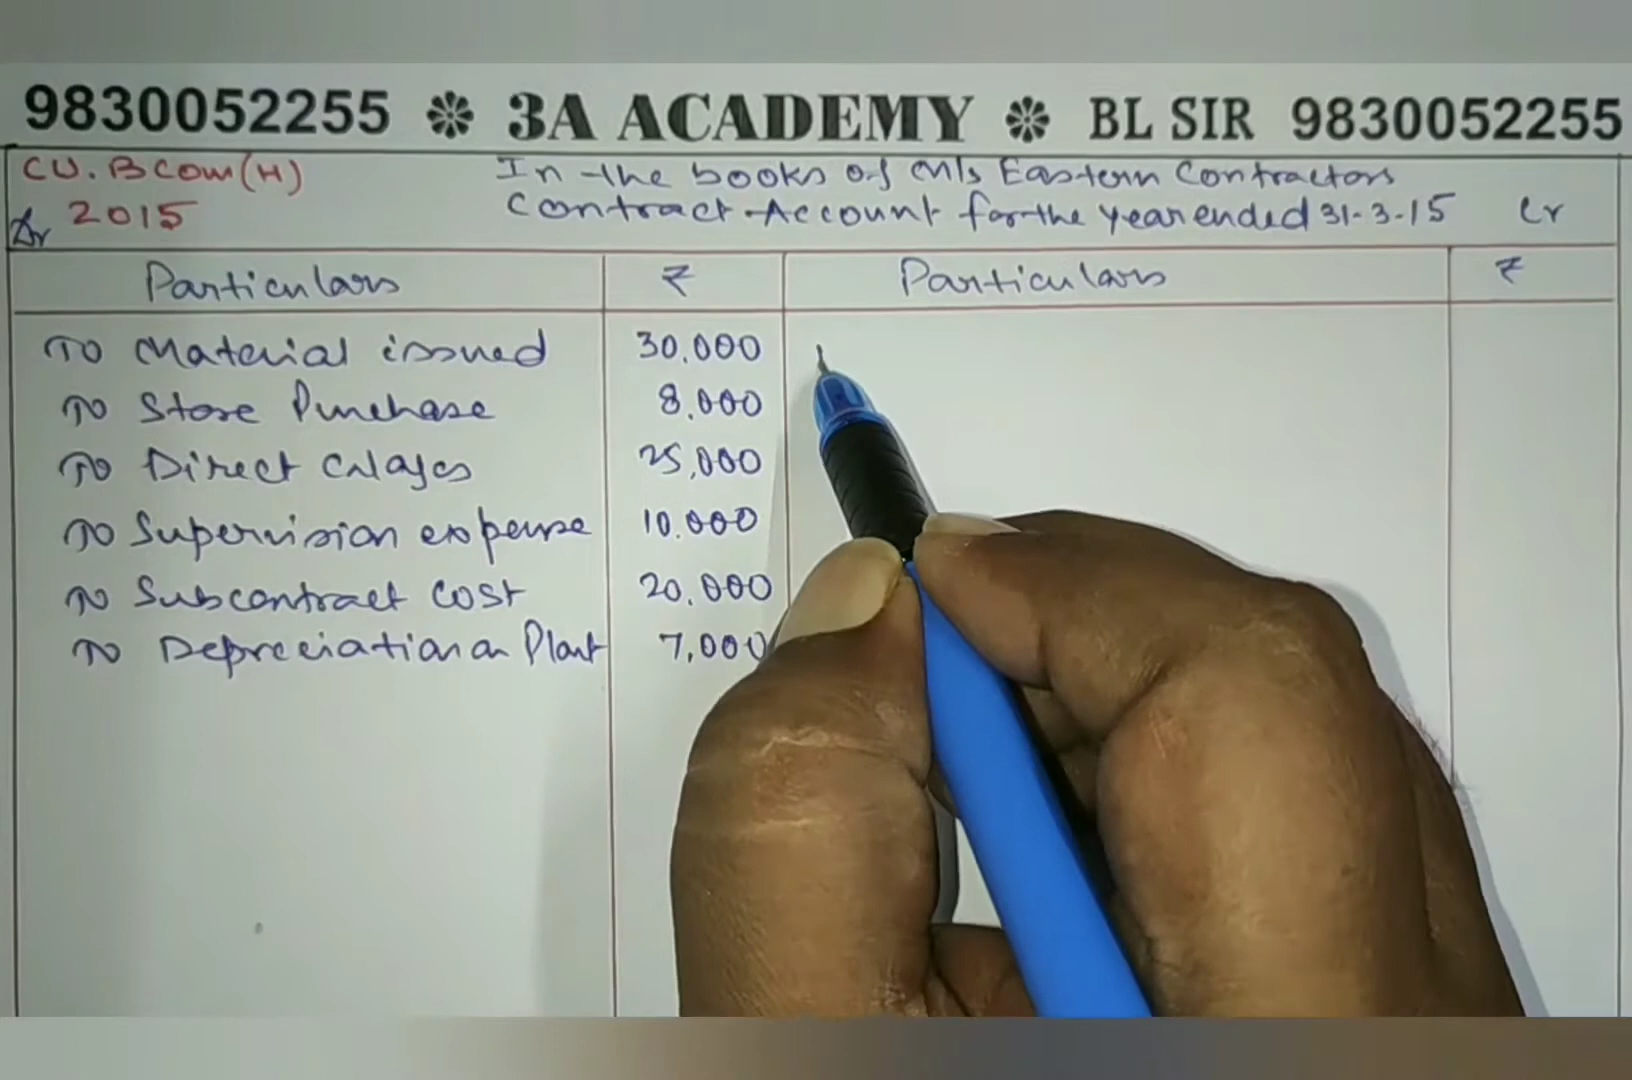 9830052255 ❋ 3A ACADEMY ❋ BL SIR 9830052255
CU. B COM (H) In the books of M/s Eastern Contractors
2015 Contract Account for the year ended 31-3-15
Dr Cr
Particulars ₹ Particulars ₹
To Material issued 30,000
To Store Purchase 8,000
To Direct Wages 25,000
To Supervision expense 10,000
To Subcontract Cost 20,000
To Depreciation on Plant 7,000